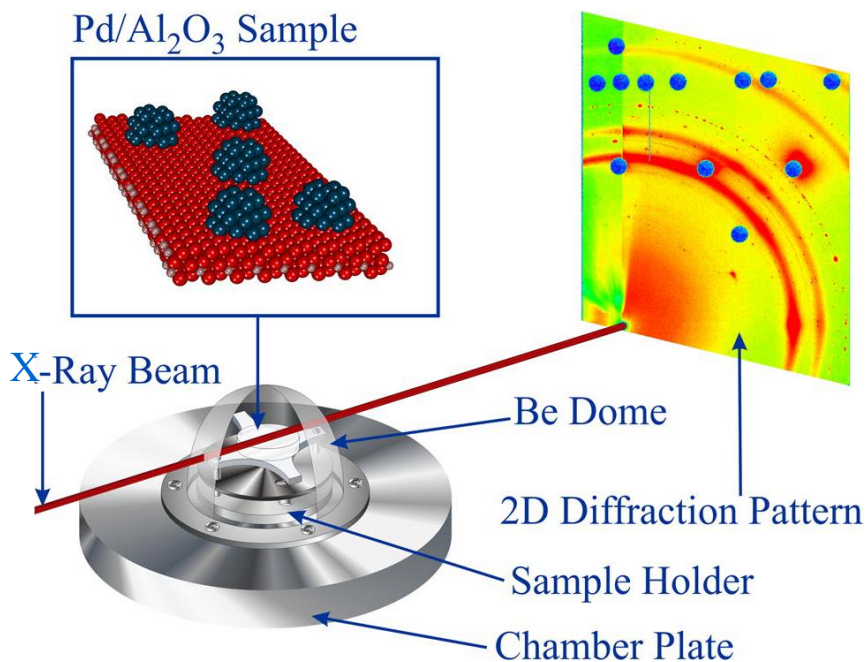 Pd/Al₂O₃ Sample
X-Ray Beam
Be Dome
2D Diffraction Pattern
Sample Holder
Chamber Plate